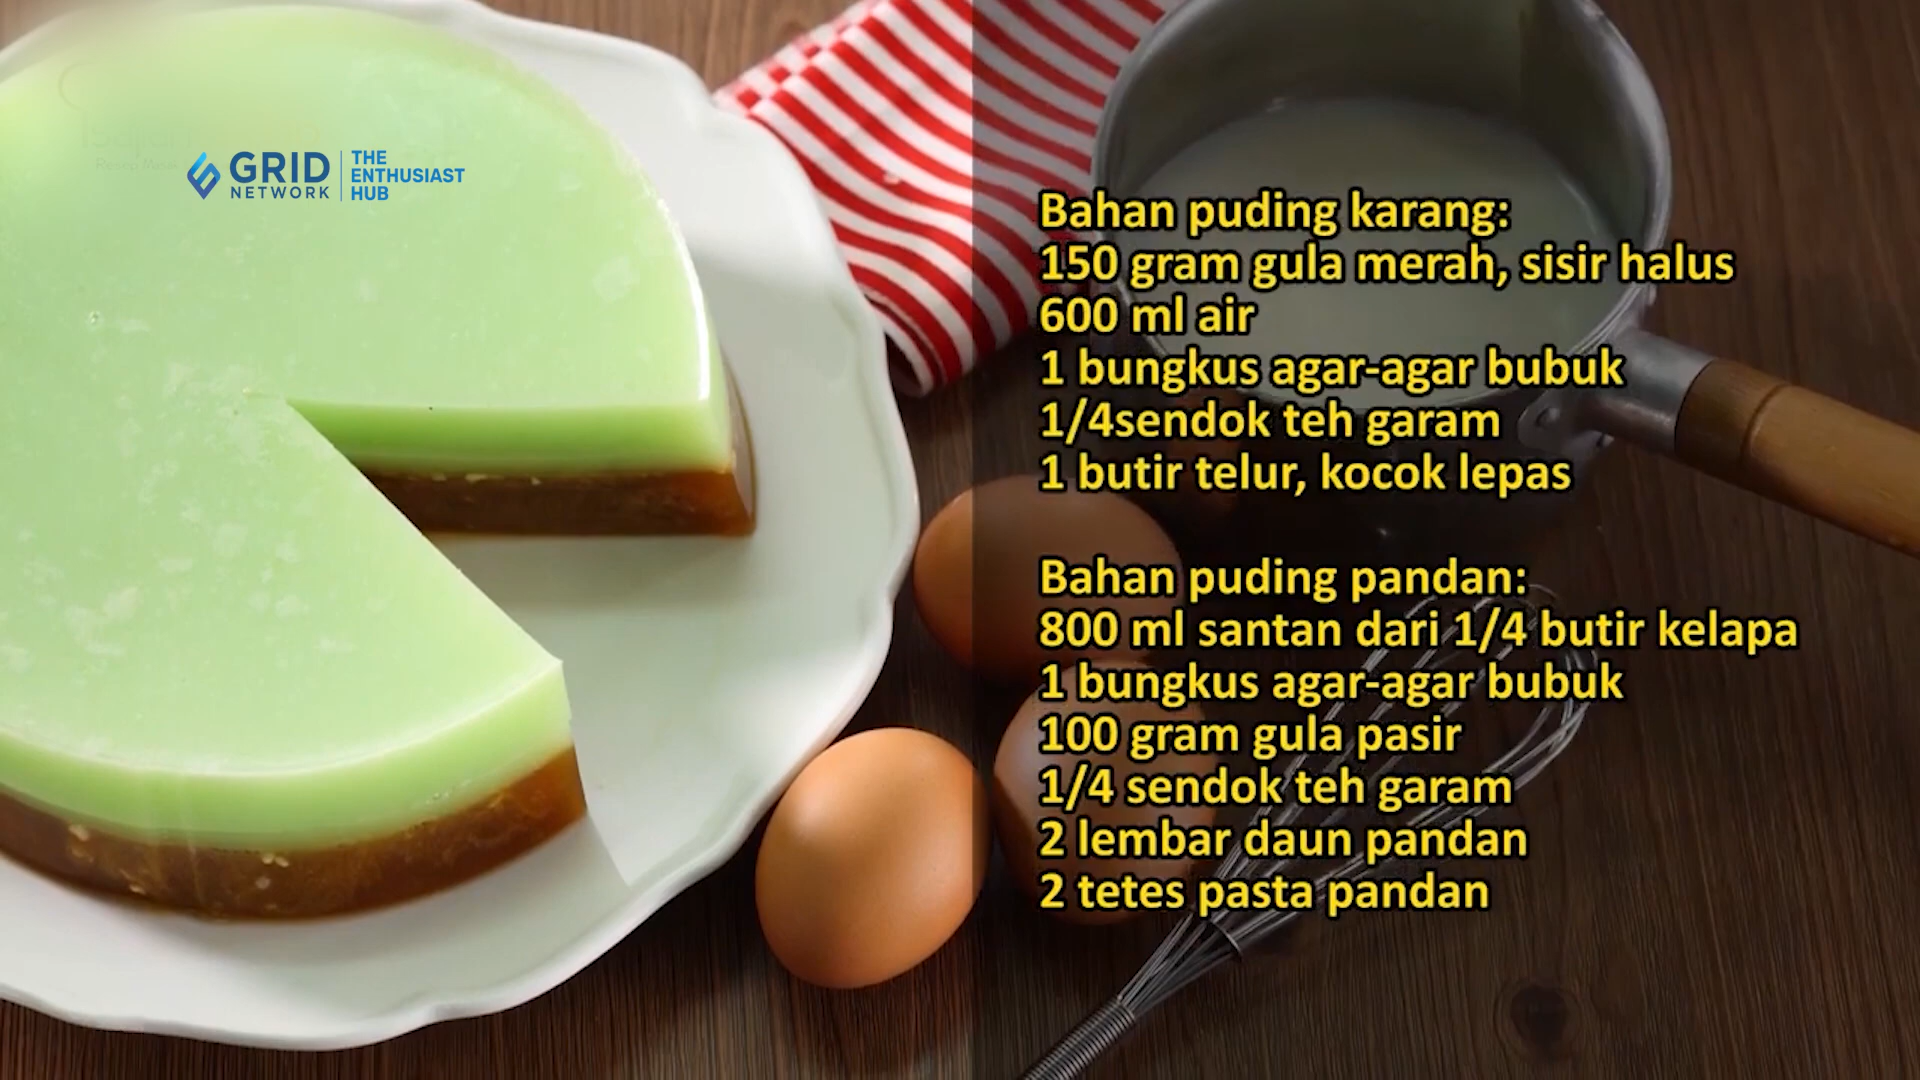 GRID
NETWORK
THE
ENTHUSIAST
HUB
Bahan puding karang:
150 gram gula merah, sisir halus
600 ml air
1 bungkus agar-agar bubuk
1/4sendok teh garam
1 butir telur, kocok lepas
Bahan puding pandan:
800 ml santan dari 1/4 butir kelapa
1 bungkus agar-agar bubuk
100 gram gula pasir
1/4 sendok teh garam
2 lembar daun pandan
2 tetes pasta pandan